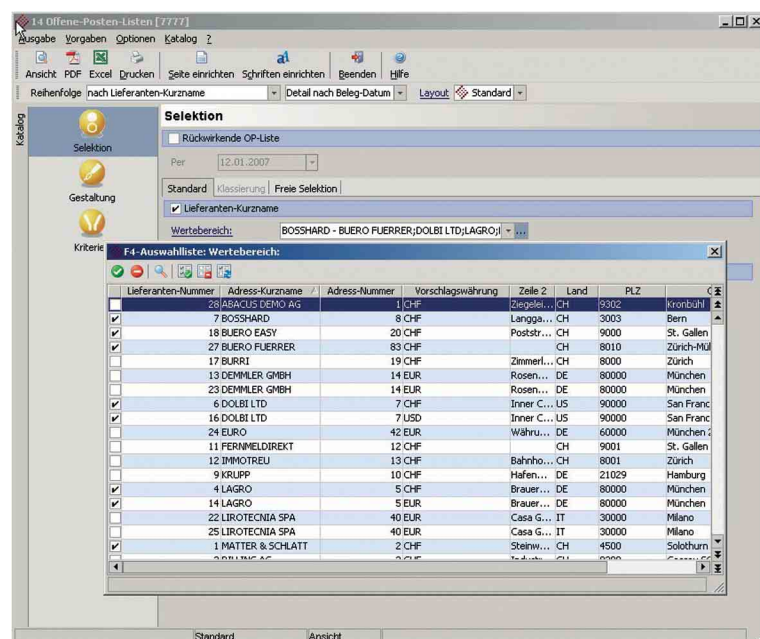 14 Offene-Posten-Listen [7777]
Ausgabe Vorgaben Optionen Katalog ?
Ansicht PDF Excel Drucken Seite einrichten Schriften einrichten Beenden Hilfe
Reihenfolge nach Lieferanten-Kurzname Detail nach Beleg-Datum Layout Standard
Katalog
Selektion
Gestaltung
Kriterie
Selektion
Rückwirkende OP-Liste
Per 12.01.2007
Standard Klassierung Freie Selektion
Lieferanten-Kurzname
Wertebereich: BOSSHARD - BUERO FUERRER;DOLBI LTD;LAGRO;
F4-Auswahlliste: Wertebereich:
Lieferanten-Nummer Adress-Kurzname Adress-Nummer Vorschlagswährung Zeile 2 Land PLZ
28 ABACUS DEMO AG 1 CHF Ziegelei... CH 9302 Kronbühl
7 BOSSHARD 8 CHF Langga... CH 3003 Bern
18 BUERO EASY 20 CHF Poststr... CH 9000 St. Gallen
27 BUERO FUERRER 83 CHF CH 8010 Zürich-Mül
17 BURRI 19 CHF Zimmerl... CH 8000 Zürich
13 DEMMLER GMBH 14 EUR Rosen... DE 80000 München
23 DEMMLER GMBH 14 EUR Rosen... DE 80000 München
6 DOLBI LTD 7 CHF Inner C... US 90000 San Franc
16 DOLBI LTD 7 USD Inner C... US 90000 San Franc
24 EURO 42 EUR Währu... DE 60000 München 2
11 FERNMELDIREKT 12 CHF CH 9001 St. Gallen
12 IMMOTREU 13 CHF Bahnho... CH 8001 Zürich
9 KRUPP 10 CHF Hafen... DE 21029 Hamburg
4 LAGRO 5 CHF Brauer... DE 80000 München
14 LAGRO 5 EUR Brauer... DE 80000 München
22 LIROTECNIA SPA 40 EUR Casa G... IT 30000 Milano
25 LIROTECNIA SPA 40 EUR Casa G... IT 30000 Milano
1 MATTER & SCHLATT 2 CHF Steinw... CH 4500 Solothurn
Standard Ansicht